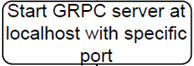 Start GRPC server at
localhost with specific
port